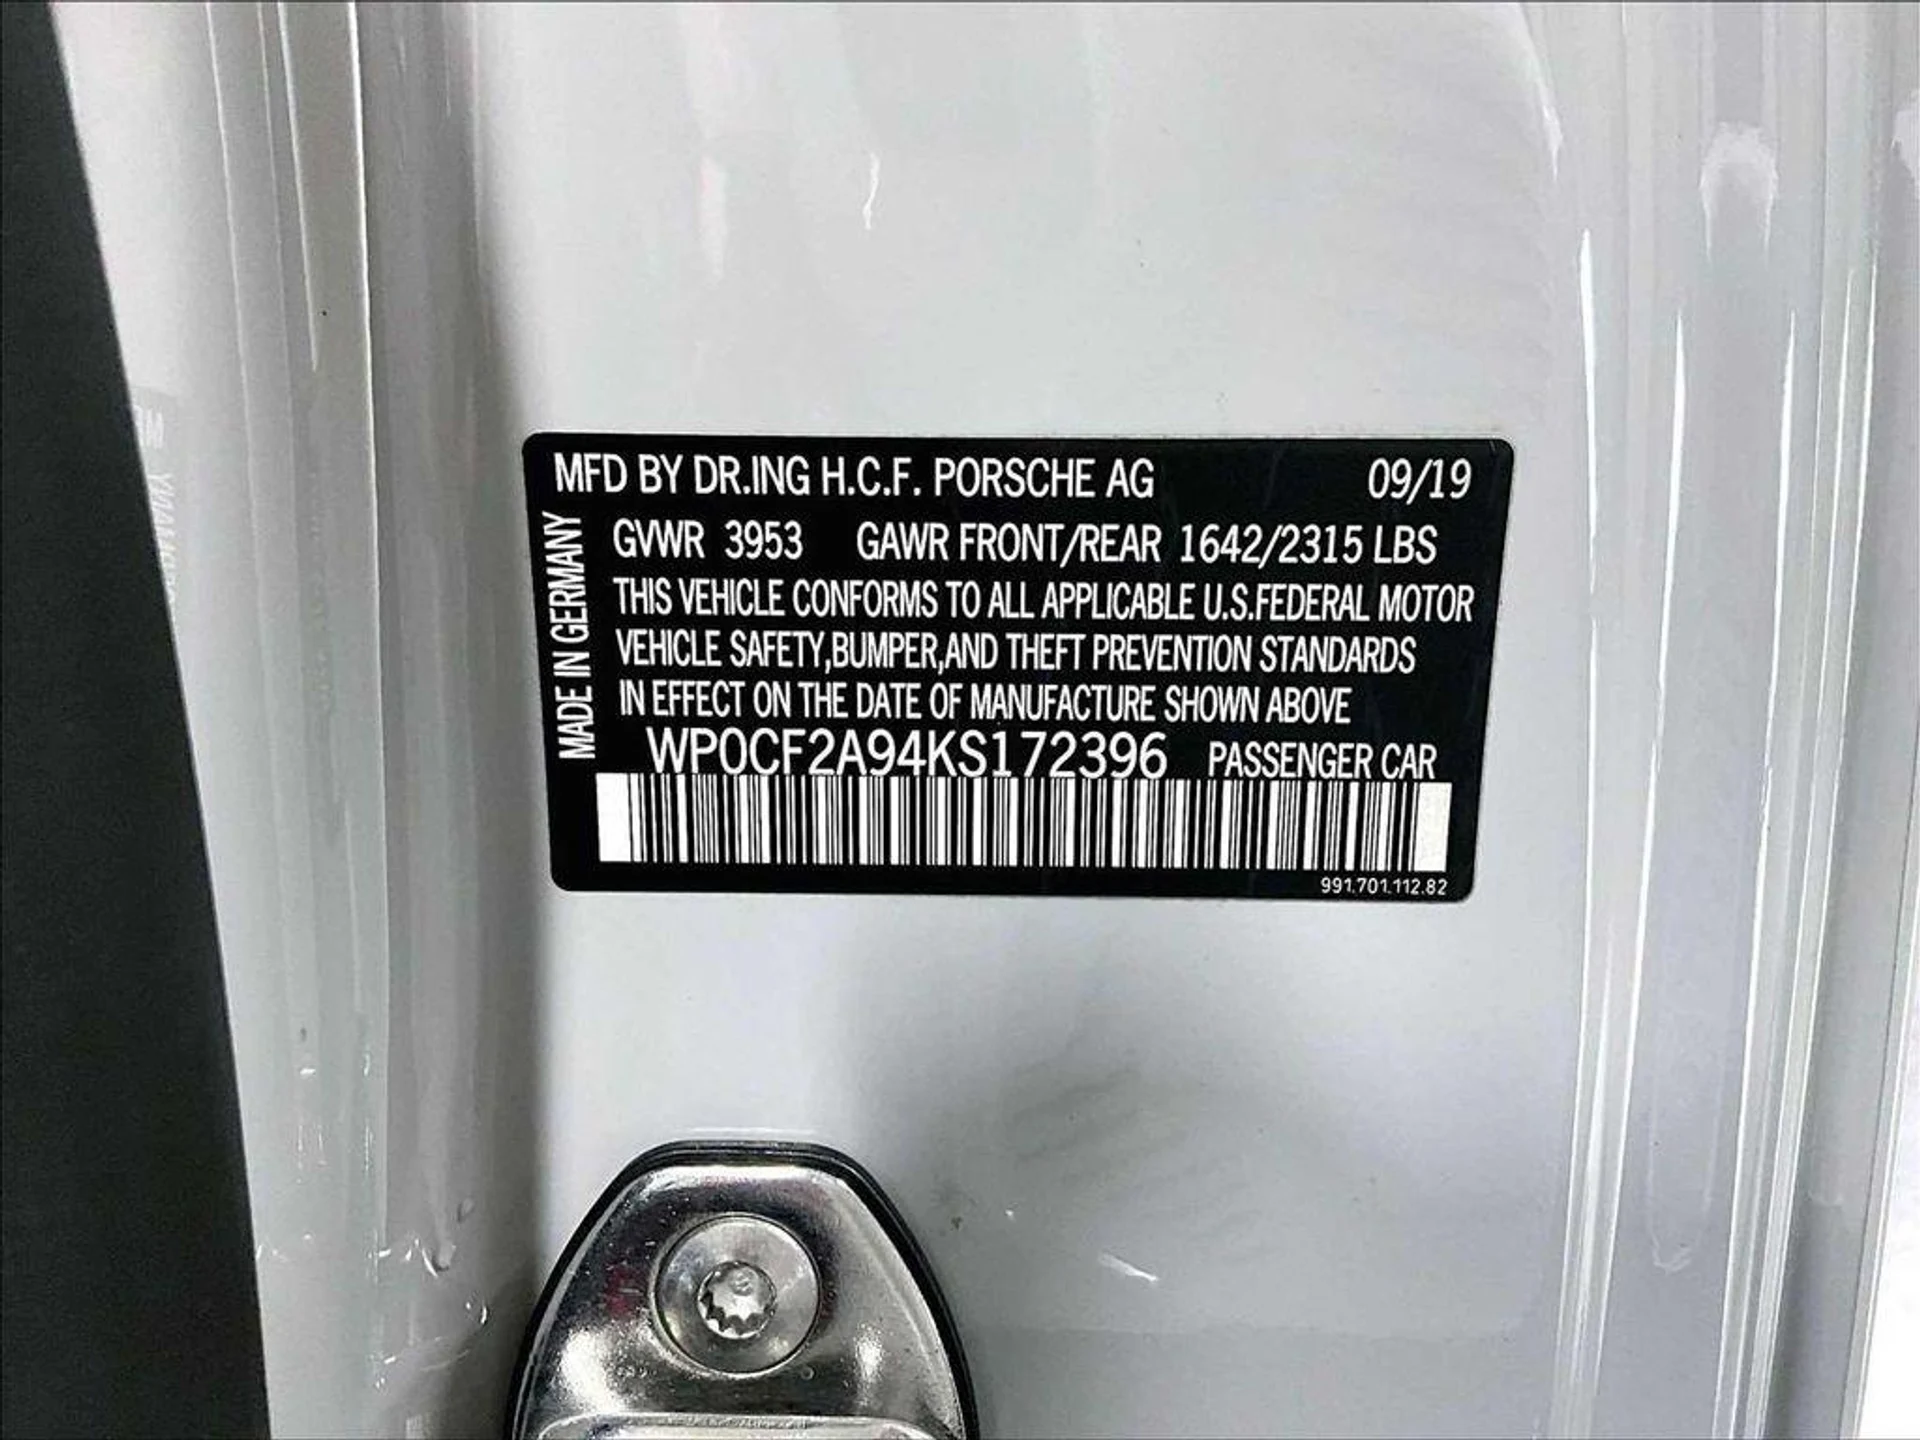 MFD BY DR.ING H.C.F. PORSCHE AG 09/19
GVWR 3953 GAWR FRONT/REAR 1642/2315 LBS
THIS VEHICLE CONFORMS TO ALL APPLICABLE U.S.FEDERAL MOTOR
VEHICLE SAFETY,BUMPER,AND THEFT PREVENTION STANDARDS
IN EFFECT ON THE DATE OF MANUFACTURE SHOWN ABOVE
MADE IN GERMANY
WP0CF2A94KS172396 PASSENGER CAR
991.701.112.82